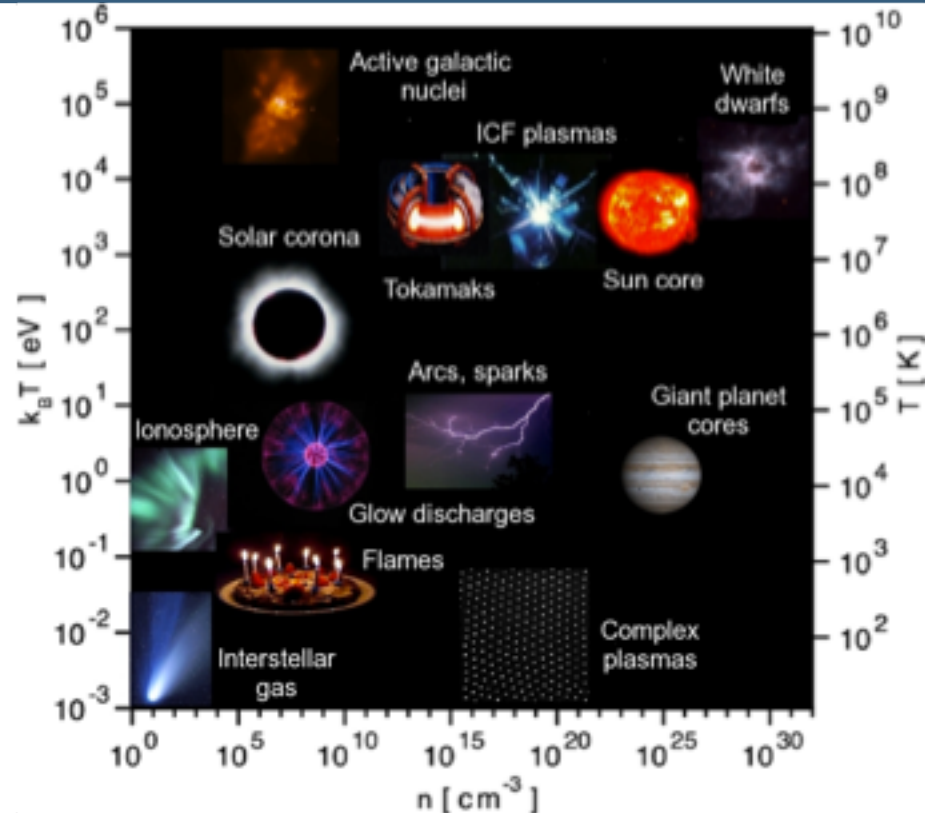 10^6
10^5
10^4
10^3
10^2
10^1
10^0
10^-1
10^-2
10^-3
k_BT [ eV ]
Active galactic
nuclei
White
dwarfs
ICF plasmas
Solar corona
Tokamaks
Sun core
Arcs, sparks
Giant planet
cores
Ionosphere
Glow discharges
Flames
Complex
plasmas
Interstellar
gas
10^10
10^9
10^8
10^7
10^6
10^5
10^4
10^3
10^2
T [ K ]
10^0
10^5
10^10
10^15
10^20
10^25
10^30
n [ cm^-3 ]